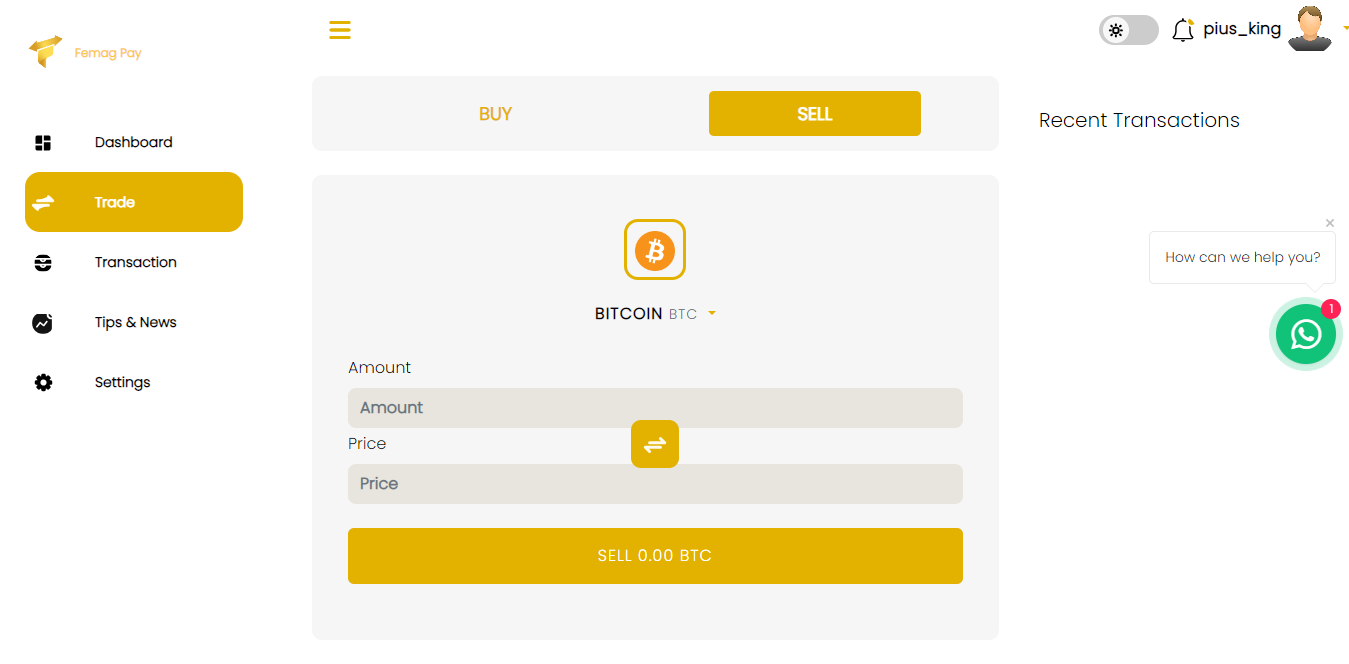 Femag Pay
Dashboard
Trade
Transaction
Tips & News
Settings
pius_king
BUY
SELL
BITCOIN BTC
Amount
Amount
Price
Price
SELL 0.00 BTC
Recent Transactions
×
How can we help you?
1